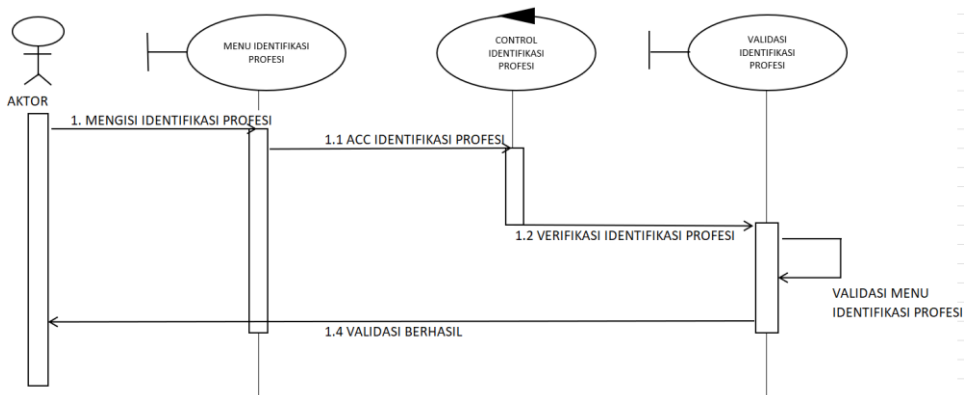 MENU IDENTIFIKASI
PROFESI
CONTROL
IDENTIFIKASI
PROFESI
VALIDASI
IDENTIFIKASI
PROFESI
AKTOR
1. MENGISI IDENTIFIKASI PROFESI
1.1 ACC IDENTIFIKASI PROFESI
1.2 VERIFIKASI IDENTIFIKASI PROFESI
VALIDASI MENU
IDENTIFIKASI PROFESI
1.4 VALIDASI BERHASIL